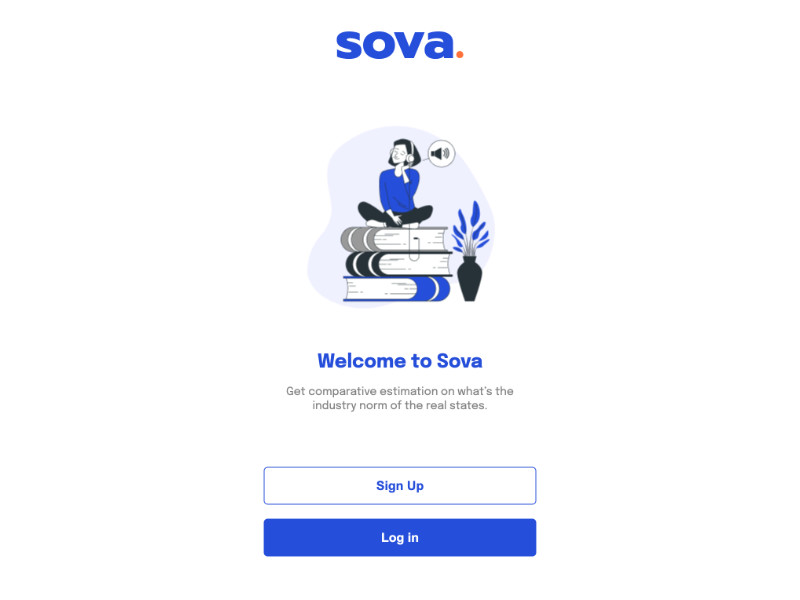 sova.
Welcome to Sova
Get comparative estimation on what's the
industry norm of the real states.
Sign Up
Log in